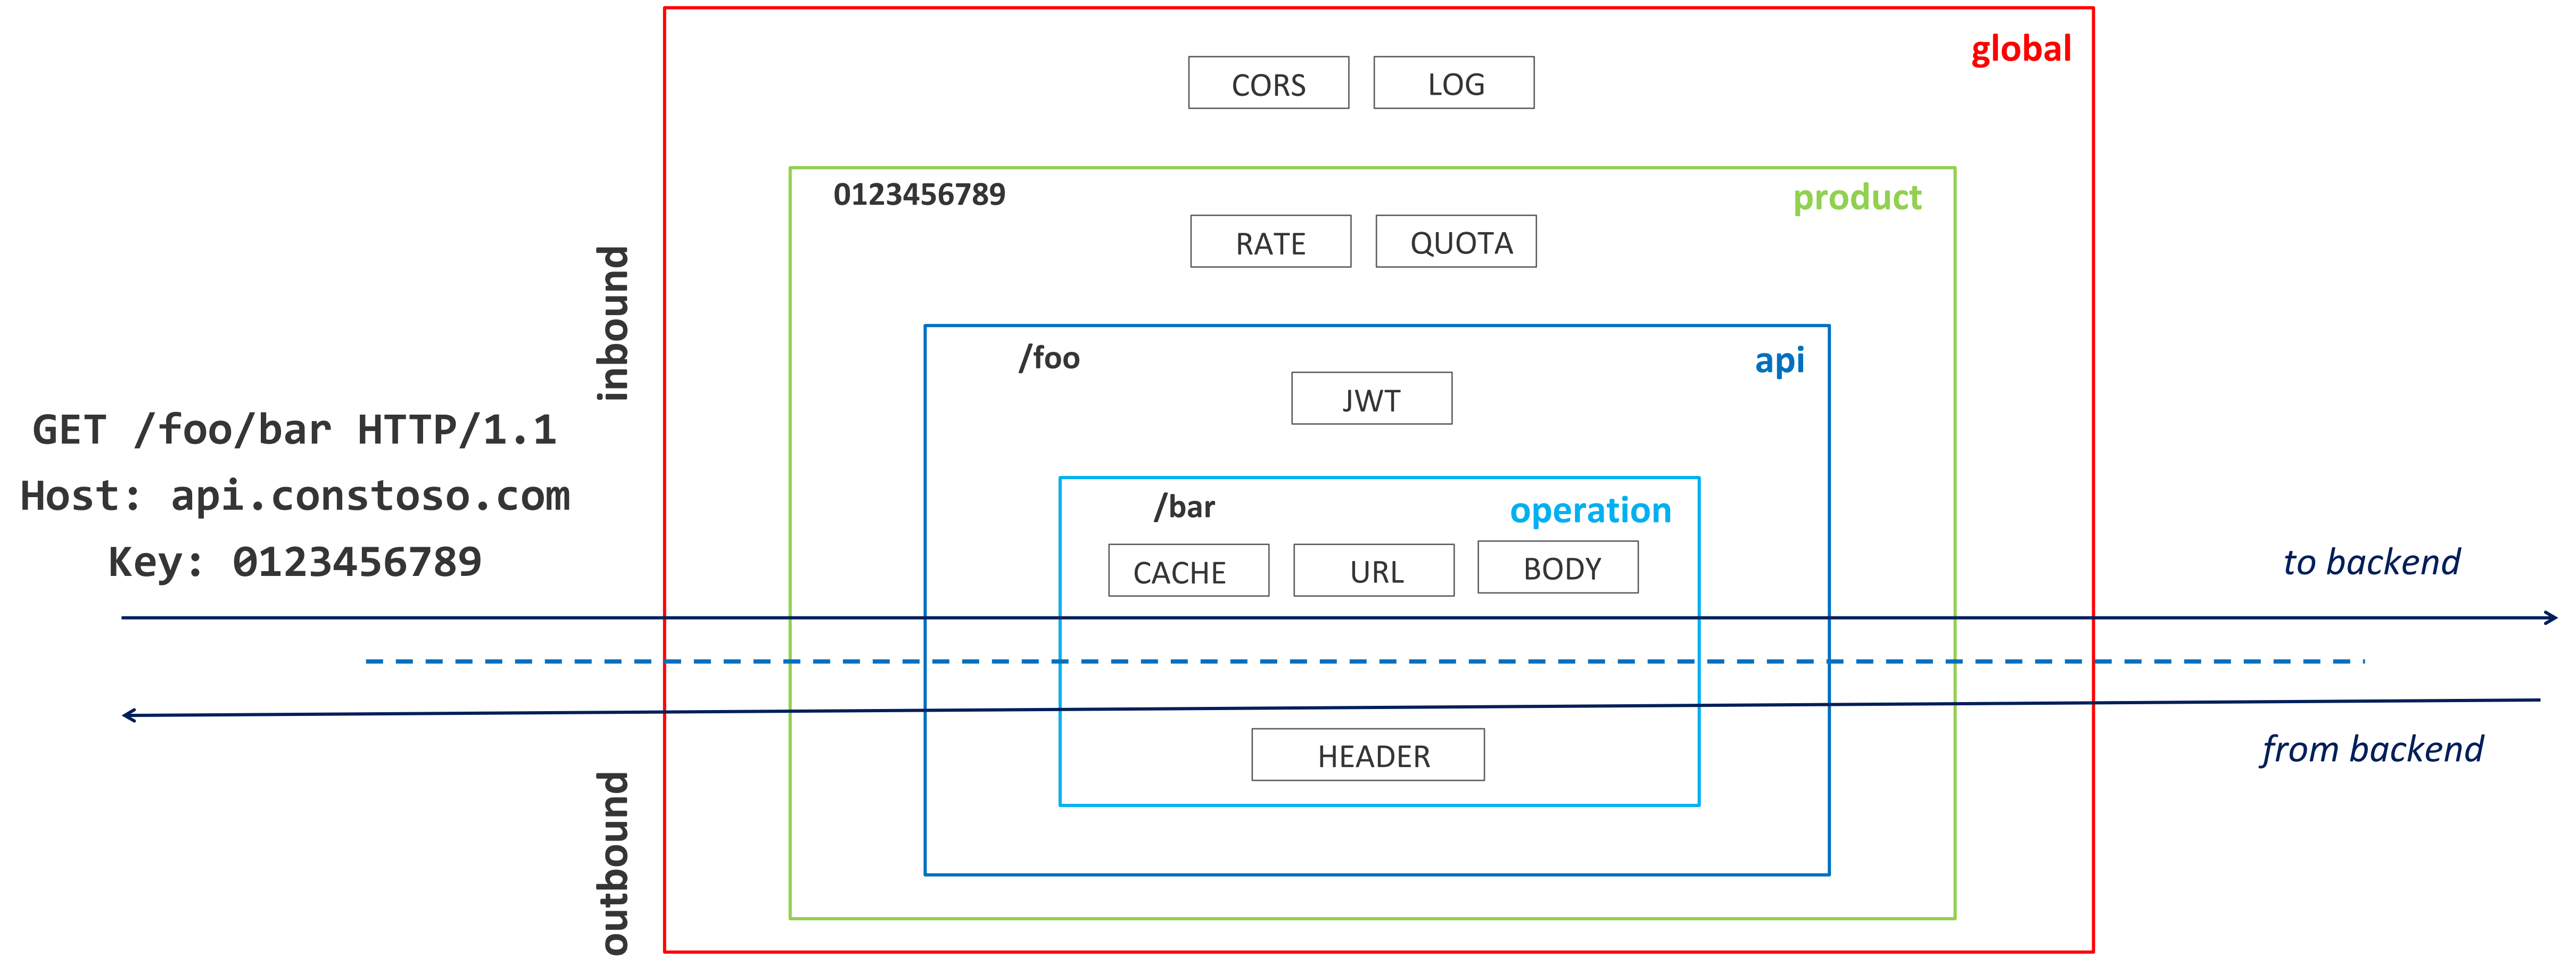 global
CORS
LOG
0123456789
product
RATE
QUOTA
inbound
/foo
api
JWT
GET /foo/bar HTTP/1.1
Host: api.constoso.com
Key: 0123456789
/bar
operation
CACHE
URL
BODY
to backend
from backend
HEADER
outbound